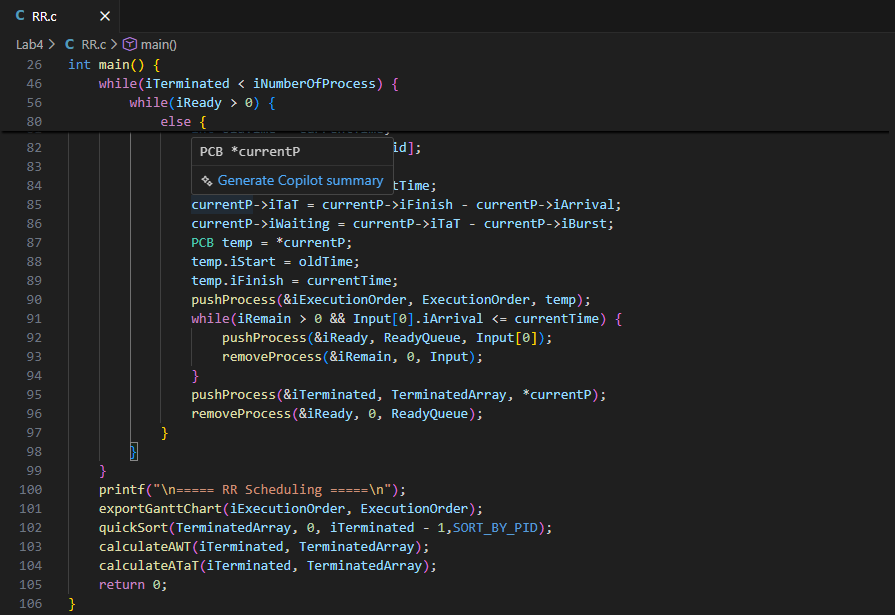 C RR.c ×
Lab4 > C RR.c > main()
26 int main() {
46 while(iTerminated < iNumberOfProcess) {
56 while(iReady > 0) {
80 else {
82 id];
PCB *currentP
83
Generate Copilot summary
84 tTime;
85 currentP->iTaT = currentP->iFinish - currentP->iArrival;
86 currentP->iWaiting = currentP->iTaT - currentP->iBurst;
87 PCB temp = *currentP;
88 temp.iStart = oldTime;
89 temp.iFinish = currentTime;
90 pushProcess(&iExecutionOrder, ExecutionOrder, temp);
91 while(iRemain > 0 && Input[0].iArrival <= currentTime) {
92 pushProcess(&iReady, ReadyQueue, Input[0]);
93 removeProcess(&iRemain, 0, Input);
94 }
95 pushProcess(&iTerminated, TerminatedArray, *currentP);
96 removeProcess(&iReady, 0, ReadyQueue);
97 }
98 }
99 }
100 printf("\n===== RR Scheduling =====\n");
101 exportGanttChart(iExecutionOrder, ExecutionOrder);
102 quickSort(TerminatedArray, 0, iTerminated - 1,SORT_BY_PID);
103 calculateAWT(iTerminated, TerminatedArray);
104 calculateATaT(iTerminated, TerminatedArray);
105 return 0;
106 }